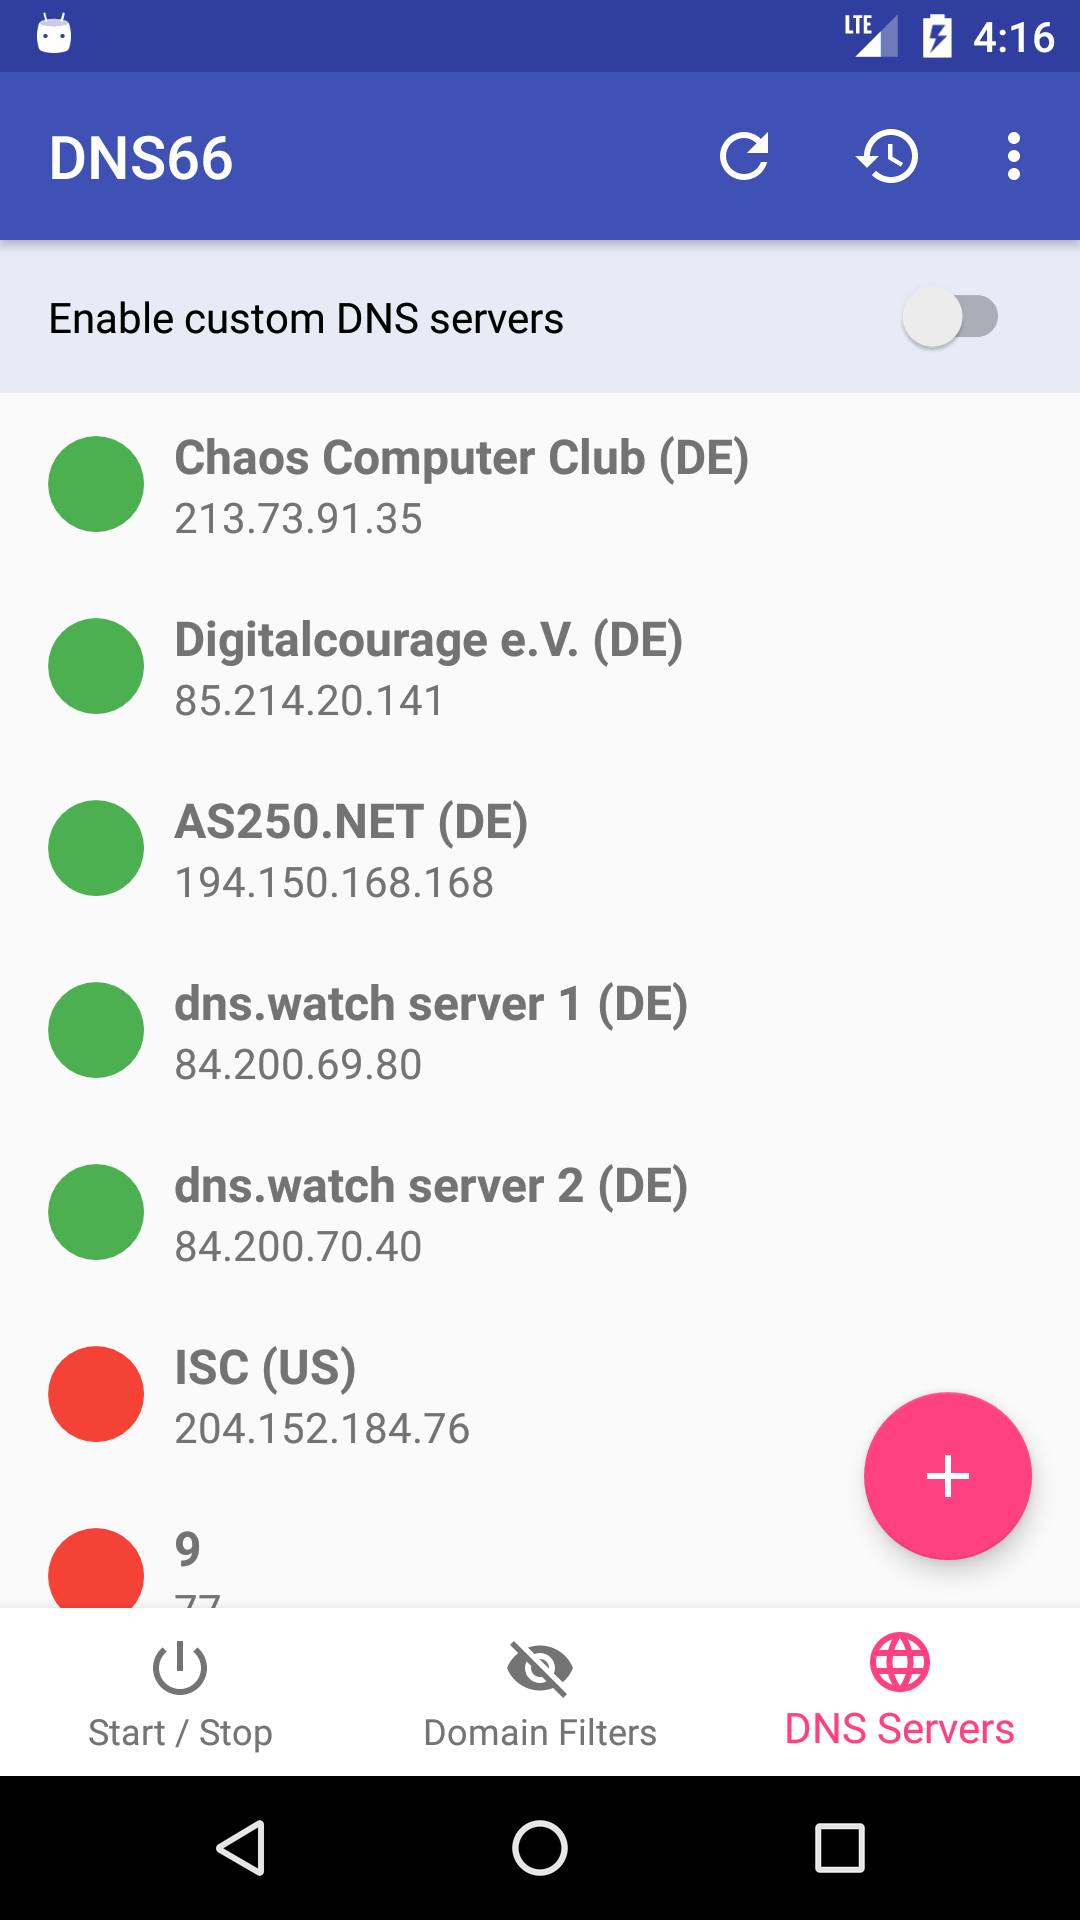 LTE 4:16
DNS66
Enable custom DNS servers
Chaos Computer Club (DE)
213.73.91.35
Digitalcourage e.V. (DE)
85.214.20.141
AS250.NET (DE)
194.150.168.168
dns.watch server 1 (DE)
84.200.69.80
dns.watch server 2 (DE)
84.200.70.40
ISC (US)
204.152.184.76
9
77
Start / Stop
Domain Filters
DNS Servers